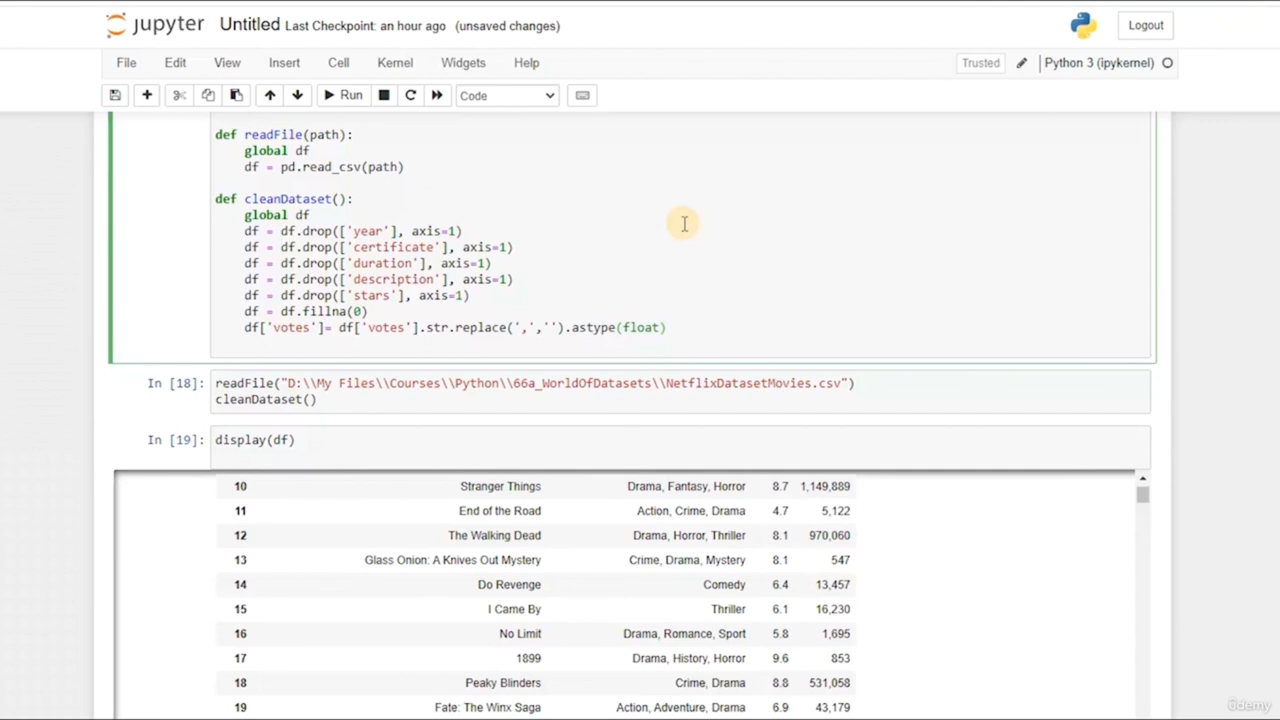 jupyter Untitled Last Checkpoint: an hour ago (unsaved changes) Logout
File Edit View Insert Cell Kernel Widgets Help Trusted Python 3 (ipykernel)
Run Code
def readFile(path):
global df
df = pd.read_csv(path)
def cleanDataset():
global df
df = df.drop(['year'], axis=1)
df = df.drop(['certificate'], axis=1)
df = df.drop(['duration'], axis=1)
df = df.drop(['description'], axis=1)
df = df.drop(['stars'], axis=1)
df = df.fillna(0)
df['votes']= df['votes'].str.replace(',','').astype(float)
In [18]: readFile("D:\\My Files\\Courses\\Python\\66a_WorldOfDatasets\\NetflixDatasetMovies.csv")
cleanDataset()
In [19]: display(df)
10 Stranger Things Drama, Fantasy, Horror 8.7 1,149,889
11 End of the Road Action, Crime, Drama 4.7 5,122
12 The Walking Dead Drama, Horror, Thriller 8.1 970,060
13 Glass Onion: A Knives Out Mystery Crime, Drama, Mystery 8.1 547
14 Do Revenge Comedy 6.4 13,457
15 I Came By Thriller 6.1 16,230
16 No Limit Drama, Romance, Sport 5.8 1,695
17 1899 Drama, History, Horror 9.6 853
18 Peaky Blinders Crime, Drama 8.8 531,058
19 Fate: The Winx Saga Action, Adventure, Drama 6.9 43,179
ûdemy